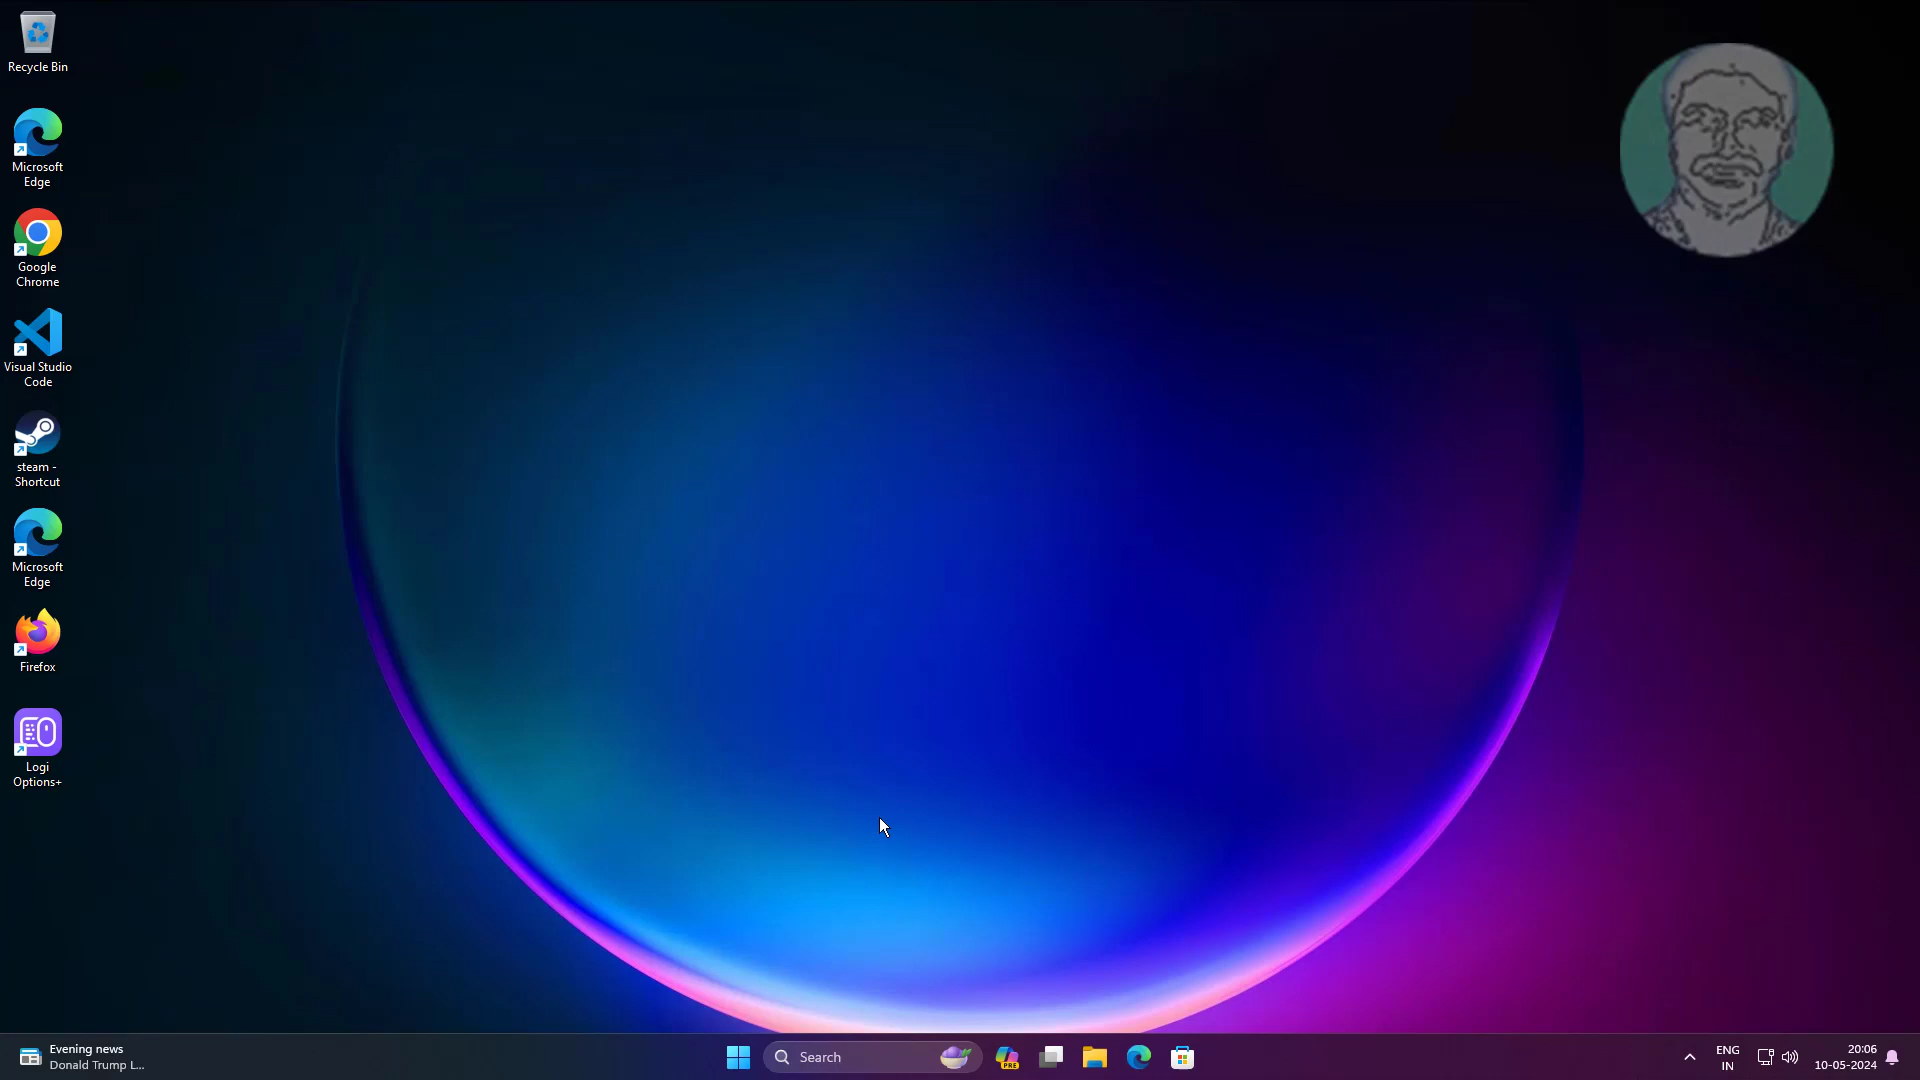 Recycle Bin
Microsoft
Edge
Google
Chrome
Visual Studio
Code
steam -
Shortcut
Microsoft
Edge
Firefox
Logi
Options+
Evening news
Donald Trump L...
Search
PRE
ENG
IN
20:06
10-05-2024